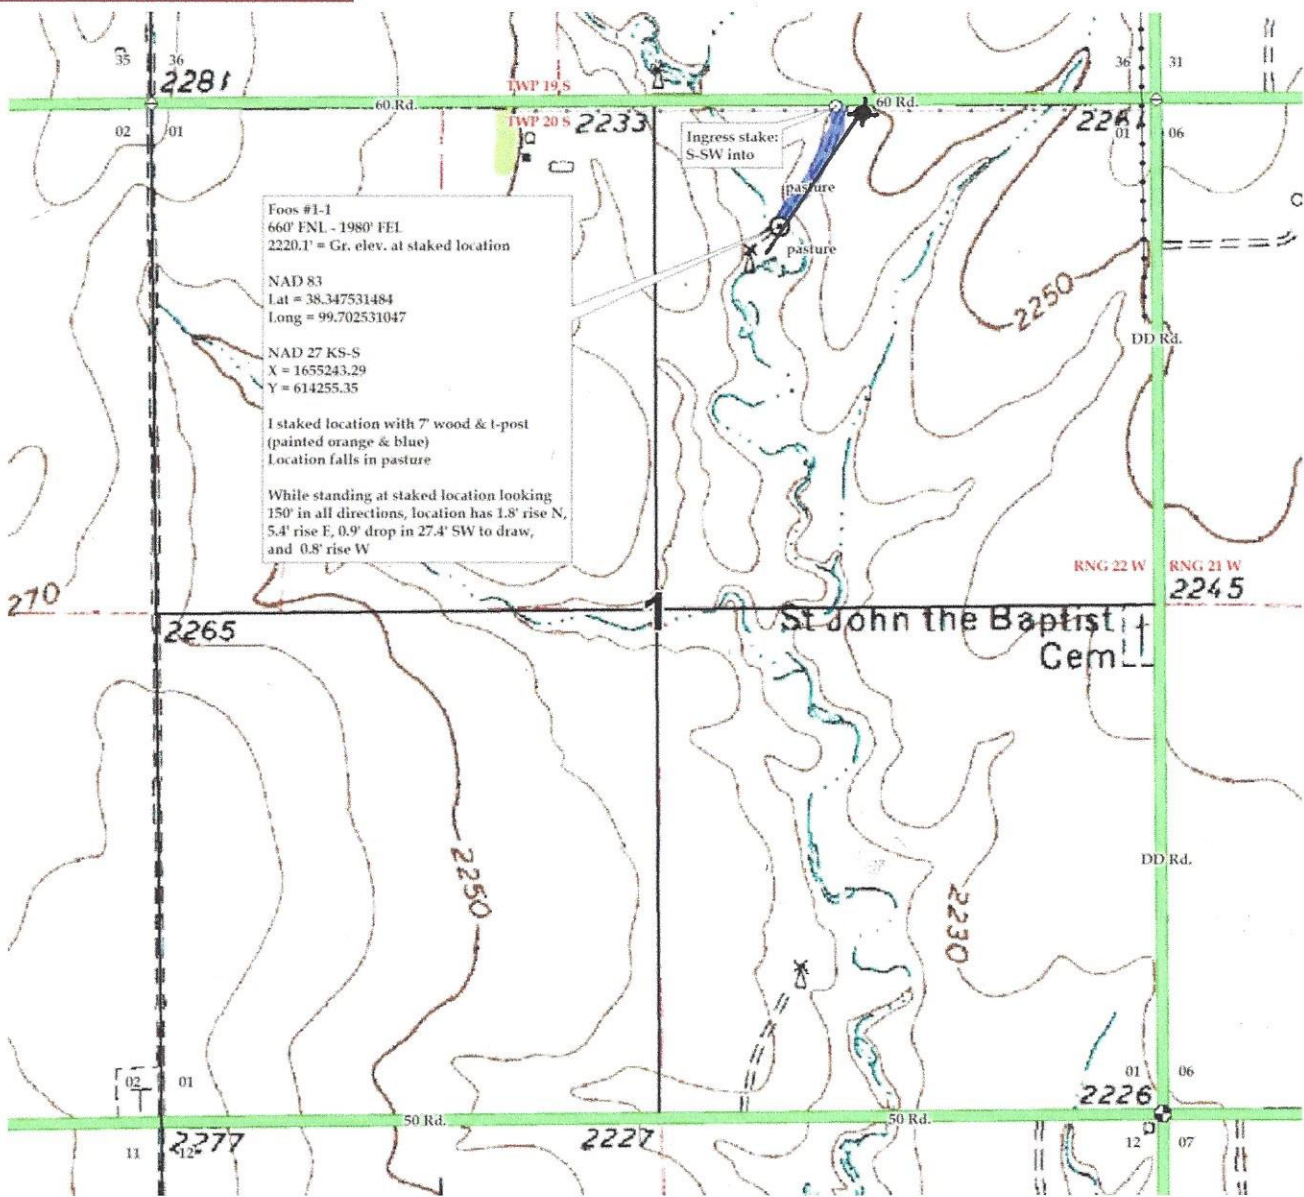 35
36
2281
TWP 19 S
36
31
60 Rd.
60 Rd.
02
01
TWP 20 S
2233
2261
01
06
Ingress stake:
S-SW into
pasture
pasture
Foos #1-1
660' FNL - 1980' FEL
2220.1' = Gr. elev. at staked location
NAD 83
Lat = 38.347531484
Long = 99.702531047
NAD 27 KS-S
X = 1655243.29
Y = 614255.35
I staked location with 7' wood & t-post
(painted orange & blue)
Location falls in pasture
While standing at staked location looking
150' in all directions, location has 1.8' rise N,
5.4' rise E, 0.9' drop in 27.4' SW to draw,
and 0.8' rise W
2250
DD Rd.
RNG 22 W
RNG 21 W
270
2265
1
2245
St John the Baptist
Cem
2250
2230
DD Rd.
02
01
01
06
2226
50 Rd.
50 Rd.
2277
2227
11
12
12
07